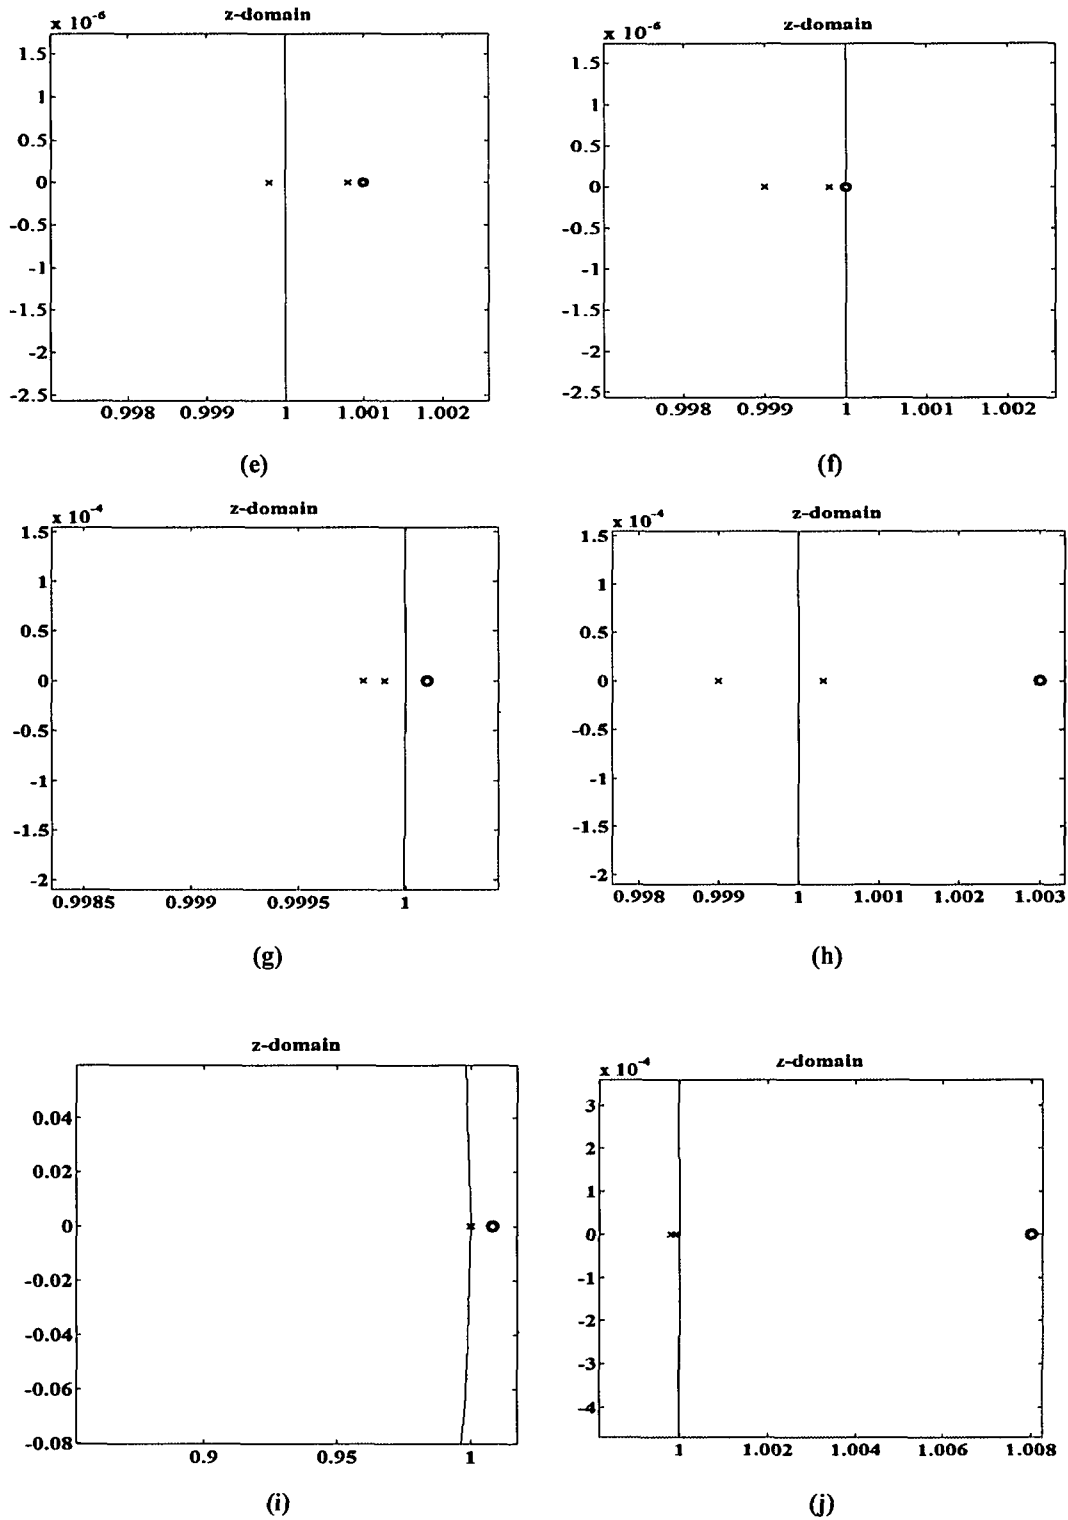 z-domain
x 10⁻⁶
1.5
1
0.5
0
-0.5
-1
-1.5
-2
-2.5
0.998 0.999 1 1.001 1.002
(e)
z-domain
x 10⁻⁶
1.5
1
0.5
0
-0.5
-1
-1.5
-2
-2.5
0.998 0.999 1 1.001 1.002
(f)
z-domain
x 10⁻⁴
1.5
1
0.5
0
-0.5
-1
-1.5
-2
0.9985 0.999 0.9995 1
(g)
z-domain
x 10⁻⁴
1.5
1
0.5
0
-0.5
-1
-1.5
-2
0.998 0.999 1 1.001 1.002 1.003
(h)
z-domain
0.04
0.02
0
-0.02
-0.04
-0.06
-0.08
0.9 0.95 1
(i)
z-domain
x 10⁻⁴
3
2
1
0
-1
-2
-3
-4
1 1.002 1.004 1.006 1.008
(j)